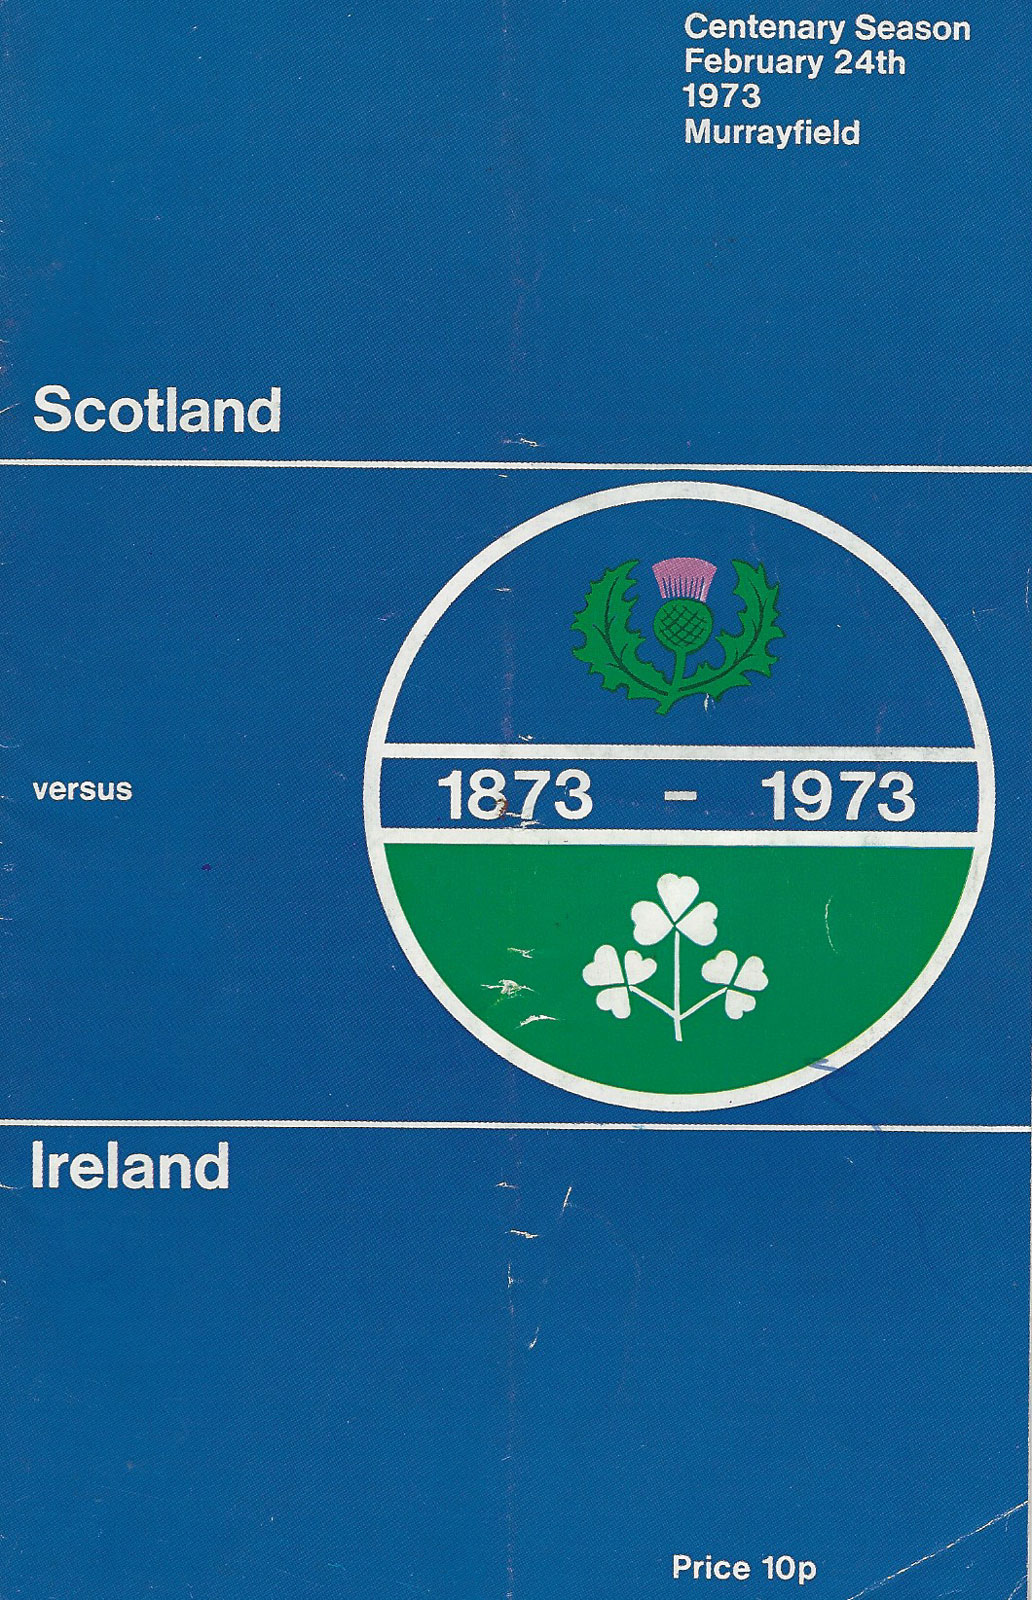 Centenary Season
February 24th
1973
Murrayfield
Scotland
versus
1873 - 1973
Ireland
Price 10p